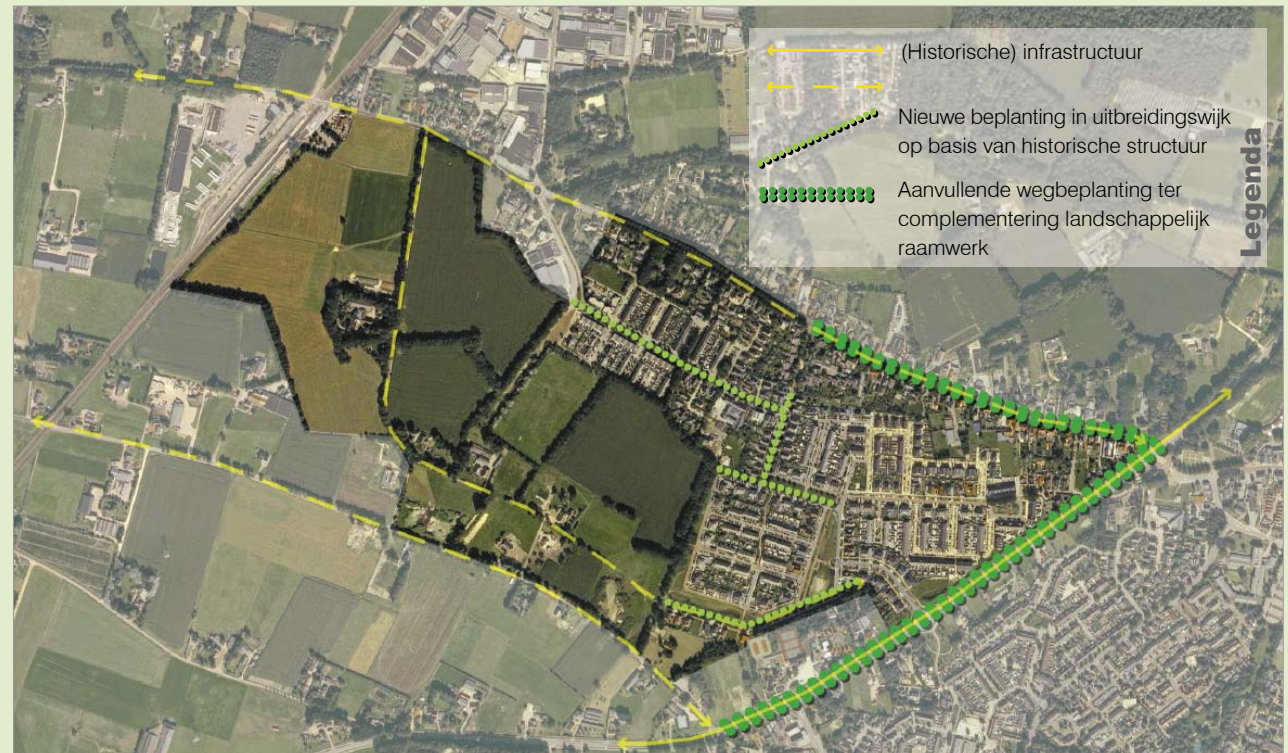 (Historische) infrastructuur
Nieuwe beplanting in uitbreidingswijk
op basis van historische structuur
Aanvullende wegbeplanting ter
complementering landschappelijk
raamwerk
Legenda